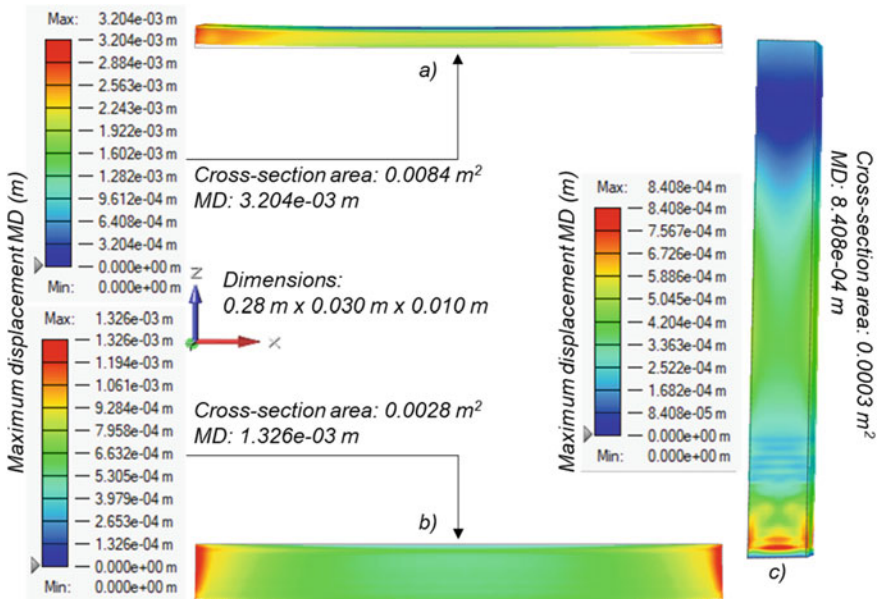 Maximum displacement MD (m)
Max: 3.204e-03 m
3.204e-03 m
2.884e-03 m
2.563e-03 m
2.243e-03 m
1.922e-03 m
1.602e-03 m
1.282e-03 m
9.612e-04 m
6.408e-04 m
3.204e-04 m
0.000e+00 m
Min: 0.000e+00 m
a)
Cross-section area: 0.0084 m²
MD: 3.204e-03 m
Z
X
Dimensions:
0.28 m x 0.030 m x 0.010 m
Maximum displacement MD (m)
Max: 1.326e-03 m
1.326e-03 m
1.194e-03 m
1.061e-03 m
9.284e-04 m
7.958e-04 m
6.632e-04 m
5.305e-04 m
3.979e-04 m
2.653e-04 m
1.326e-04 m
0.000e+00 m
Min: 0.000e+00 m
Cross-section area: 0.0028 m²
MD: 1.326e-03 m
b)
Maximum displacement MD (m)
Max: 8.408e-04 m
8.408e-04 m
7.567e-04 m
6.726e-04 m
5.886e-04 m
5.045e-04 m
4.204e-04 m
3.363e-04 m
2.522e-04 m
1.682e-04 m
8.408e-05 m
0.000e+00 m
Min: 0.000e+00 m
Cross-section area: 0.0003 m²
MD: 8.408e-04 m
c)